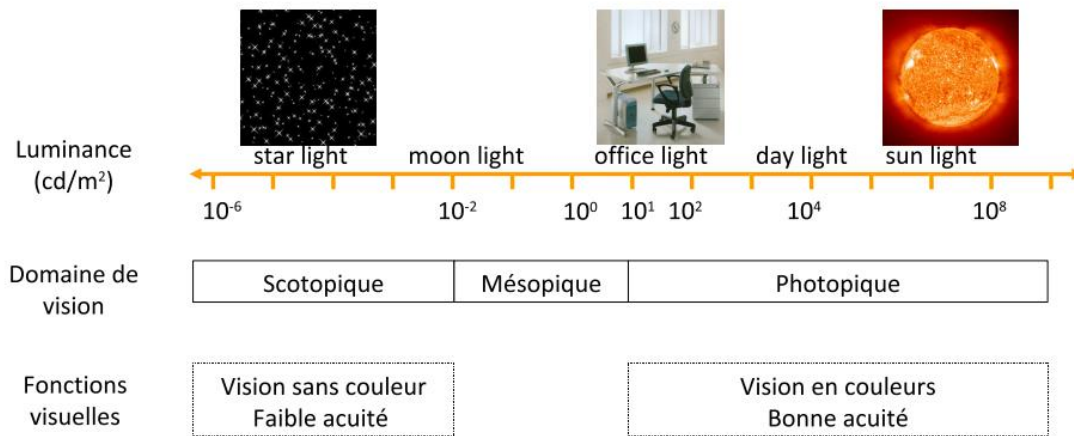 star light moon light office light day light sun light
Luminance
(cd/m²)
10⁻⁶ 10⁻² 10⁰ 10¹ 10² 10⁴ 10⁸
Domaine de
vision
Scotopique Mésopique Photopique
Fonctions
visuelles
Vision sans couleur
Faible acuité
Vision en couleurs
Bonne acuité